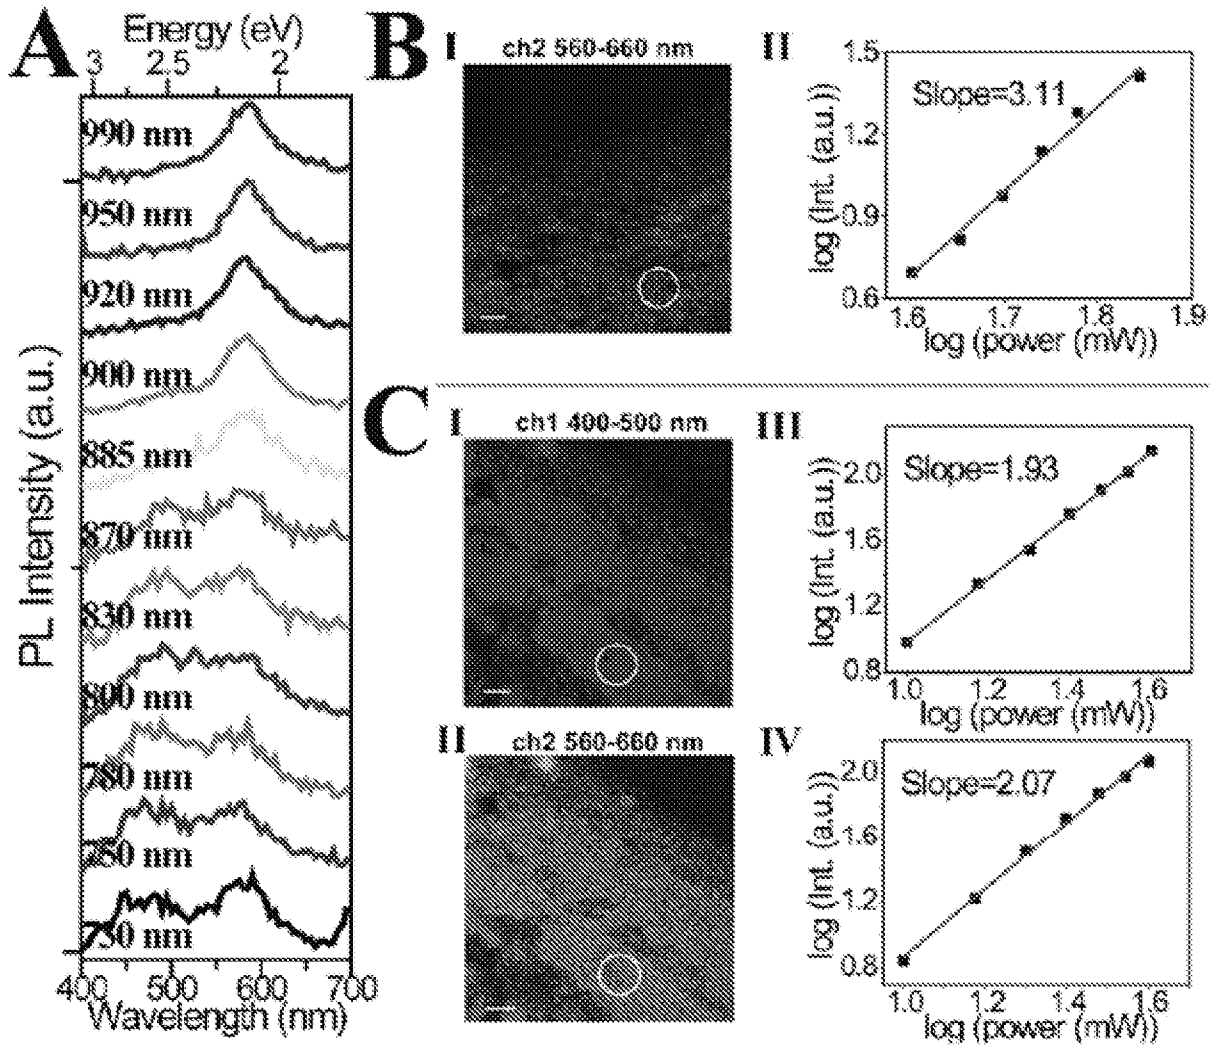 A
Energy (eV)
3 2.5 2
990 nm
950 nm
920 nm
900 nm
885 nm
870 nm
830 nm
800 nm
780 nm
750 nm
PL Intensity (a.u.)
400 500 600 700
Wavelength (nm)
B
I
ch2 560-660 nm
II
Slope=3.11
log (Int. (a.u.))
1.5
1.2
0.9
0.6
1.6 1.7 1.8 1.9
log (power (mW))
C
I
ch1 400-500 nm
II
ch2 560-660 nm
III
Slope=1.93
log (Int. (a.u.))
2.0
1.6
1.2
0.8
1.0 1.2 1.4 1.6
log (power (mW))
IV
Slope=2.07
log (Int. (a.u.))
2.0
1.6
1.2
0.8
1.0 1.2 1.4 1.6
log (power (mW))